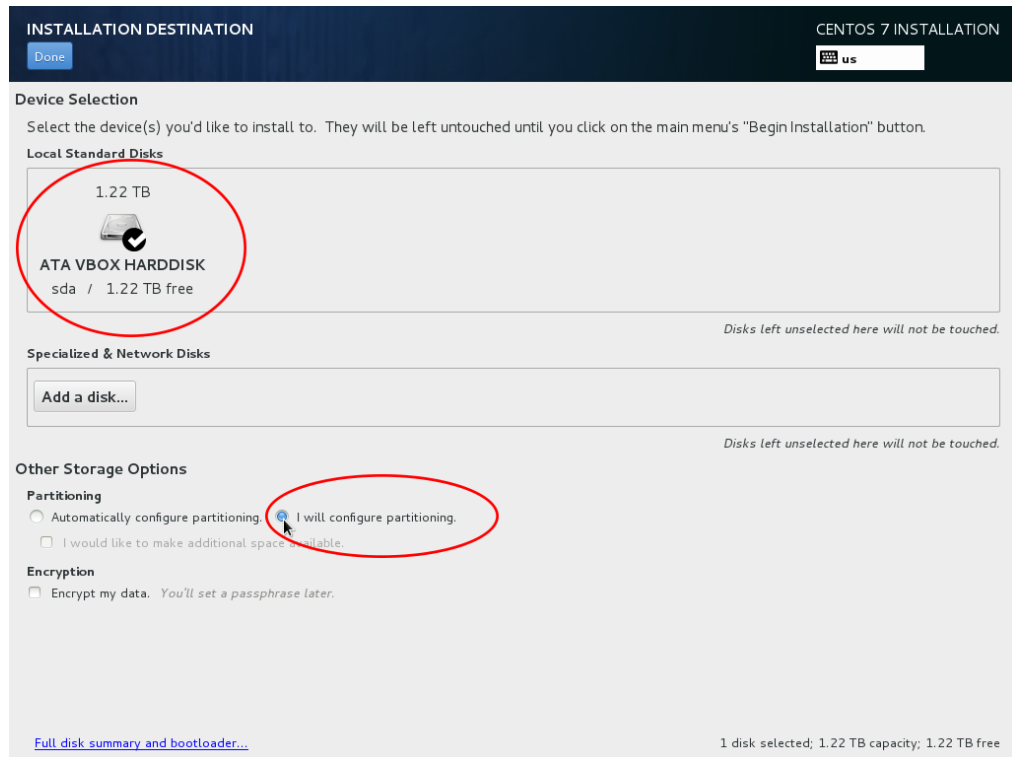 INSTALLATION DESTINATION
CENTOS 7 INSTALLATION
Done
us
Device Selection
Select the device(s) you'd like to install to. They will be left untouched until you click on the main menu's "Begin Installation" button.
Local Standard Disks
1.22 TB
ATA VBOX HARDDISK
sda / 1.22 TB free
Disks left unselected here will not be touched.
Specialized & Network Disks
Add a disk...
Disks left unselected here will not be touched.
Other Storage Options
Partitioning
Automatically configure partitioning. I will configure partitioning.
I would like to make additional space available.
Encryption
Encrypt my data. You'll set a passphrase later.
Full disk summary and bootloader...
1 disk selected; 1.22 TB capacity; 1.22 TB free